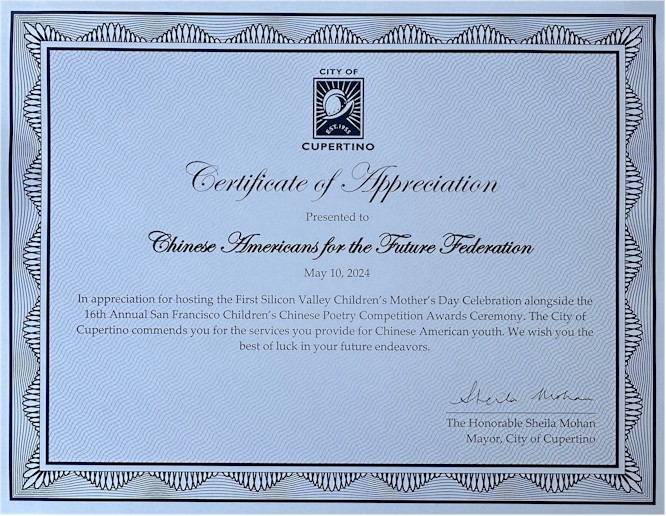 CITY OF
EST. 1955
CUPERTINO
Certificate of Appreciation
Presented to
Chinese Americans for the Future Federation
May 10, 2024
In appreciation for hosting the First Silicon Valley Children's Mother's Day Celebration alongside the
16th Annual San Francisco Children's Chinese Poetry Competition Awards Ceremony. The City of
Cupertino commends you for the services you provide for Chinese American youth. We wish you the
best of luck in your future endeavors.
Sheila Mohan
The Honorable Sheila Mohan
Mayor, City of Cupertino